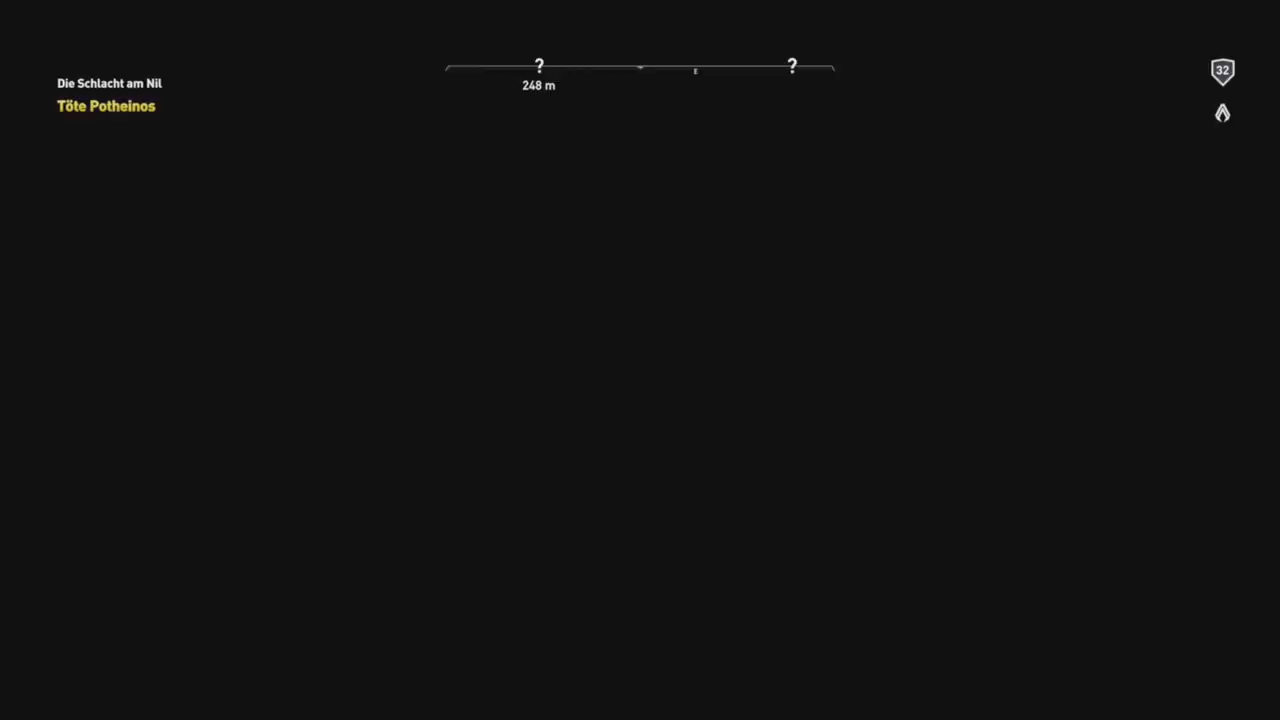 ? ?
E
248 m
32
Die Schlacht am Nil
Töte Potheinos